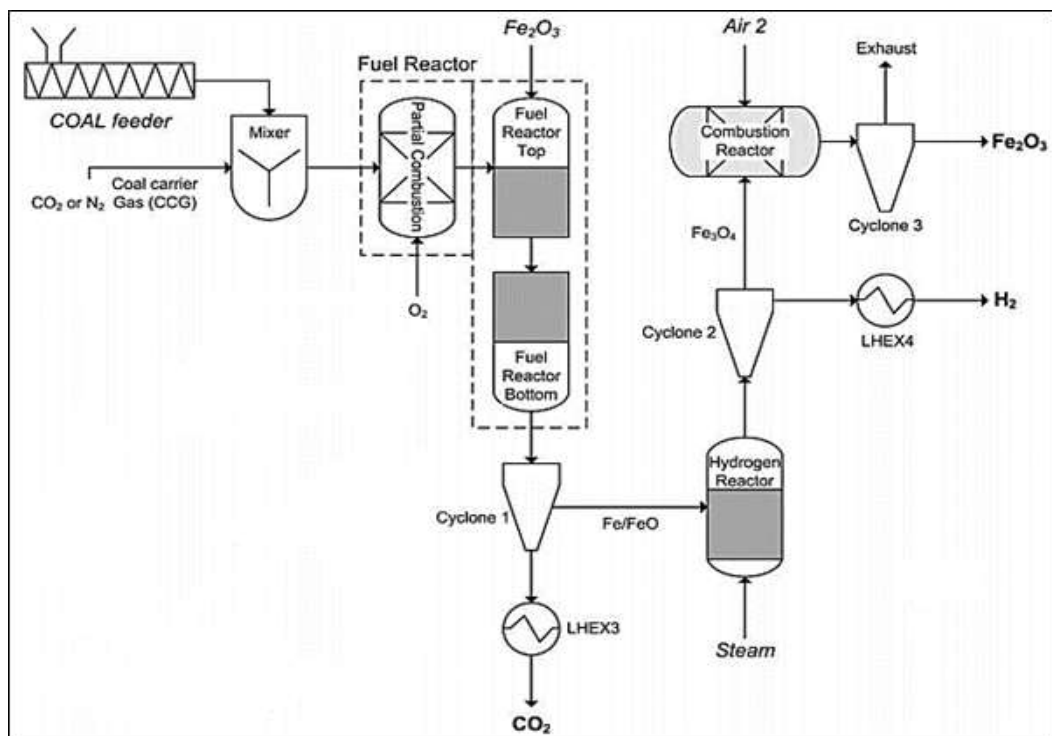 Fe₂O₃
Air 2
Exhaust
Fuel Reactor
COAL feeder
Mixer
Partial Combustion
Fuel
Reactor
Top
Combustion
Reactor
Fe₂O₃
Coal carrier
CO₂ or N₂ Gas (CCG)
Cyclone 3
Fe₃O₄
O₂
H₂
Cyclone 2
LHEX4
Fuel
Reactor
Bottom
Hydrogen
Reactor
Cyclone 1
Fe/FeO
LHEX3
Steam
CO₂